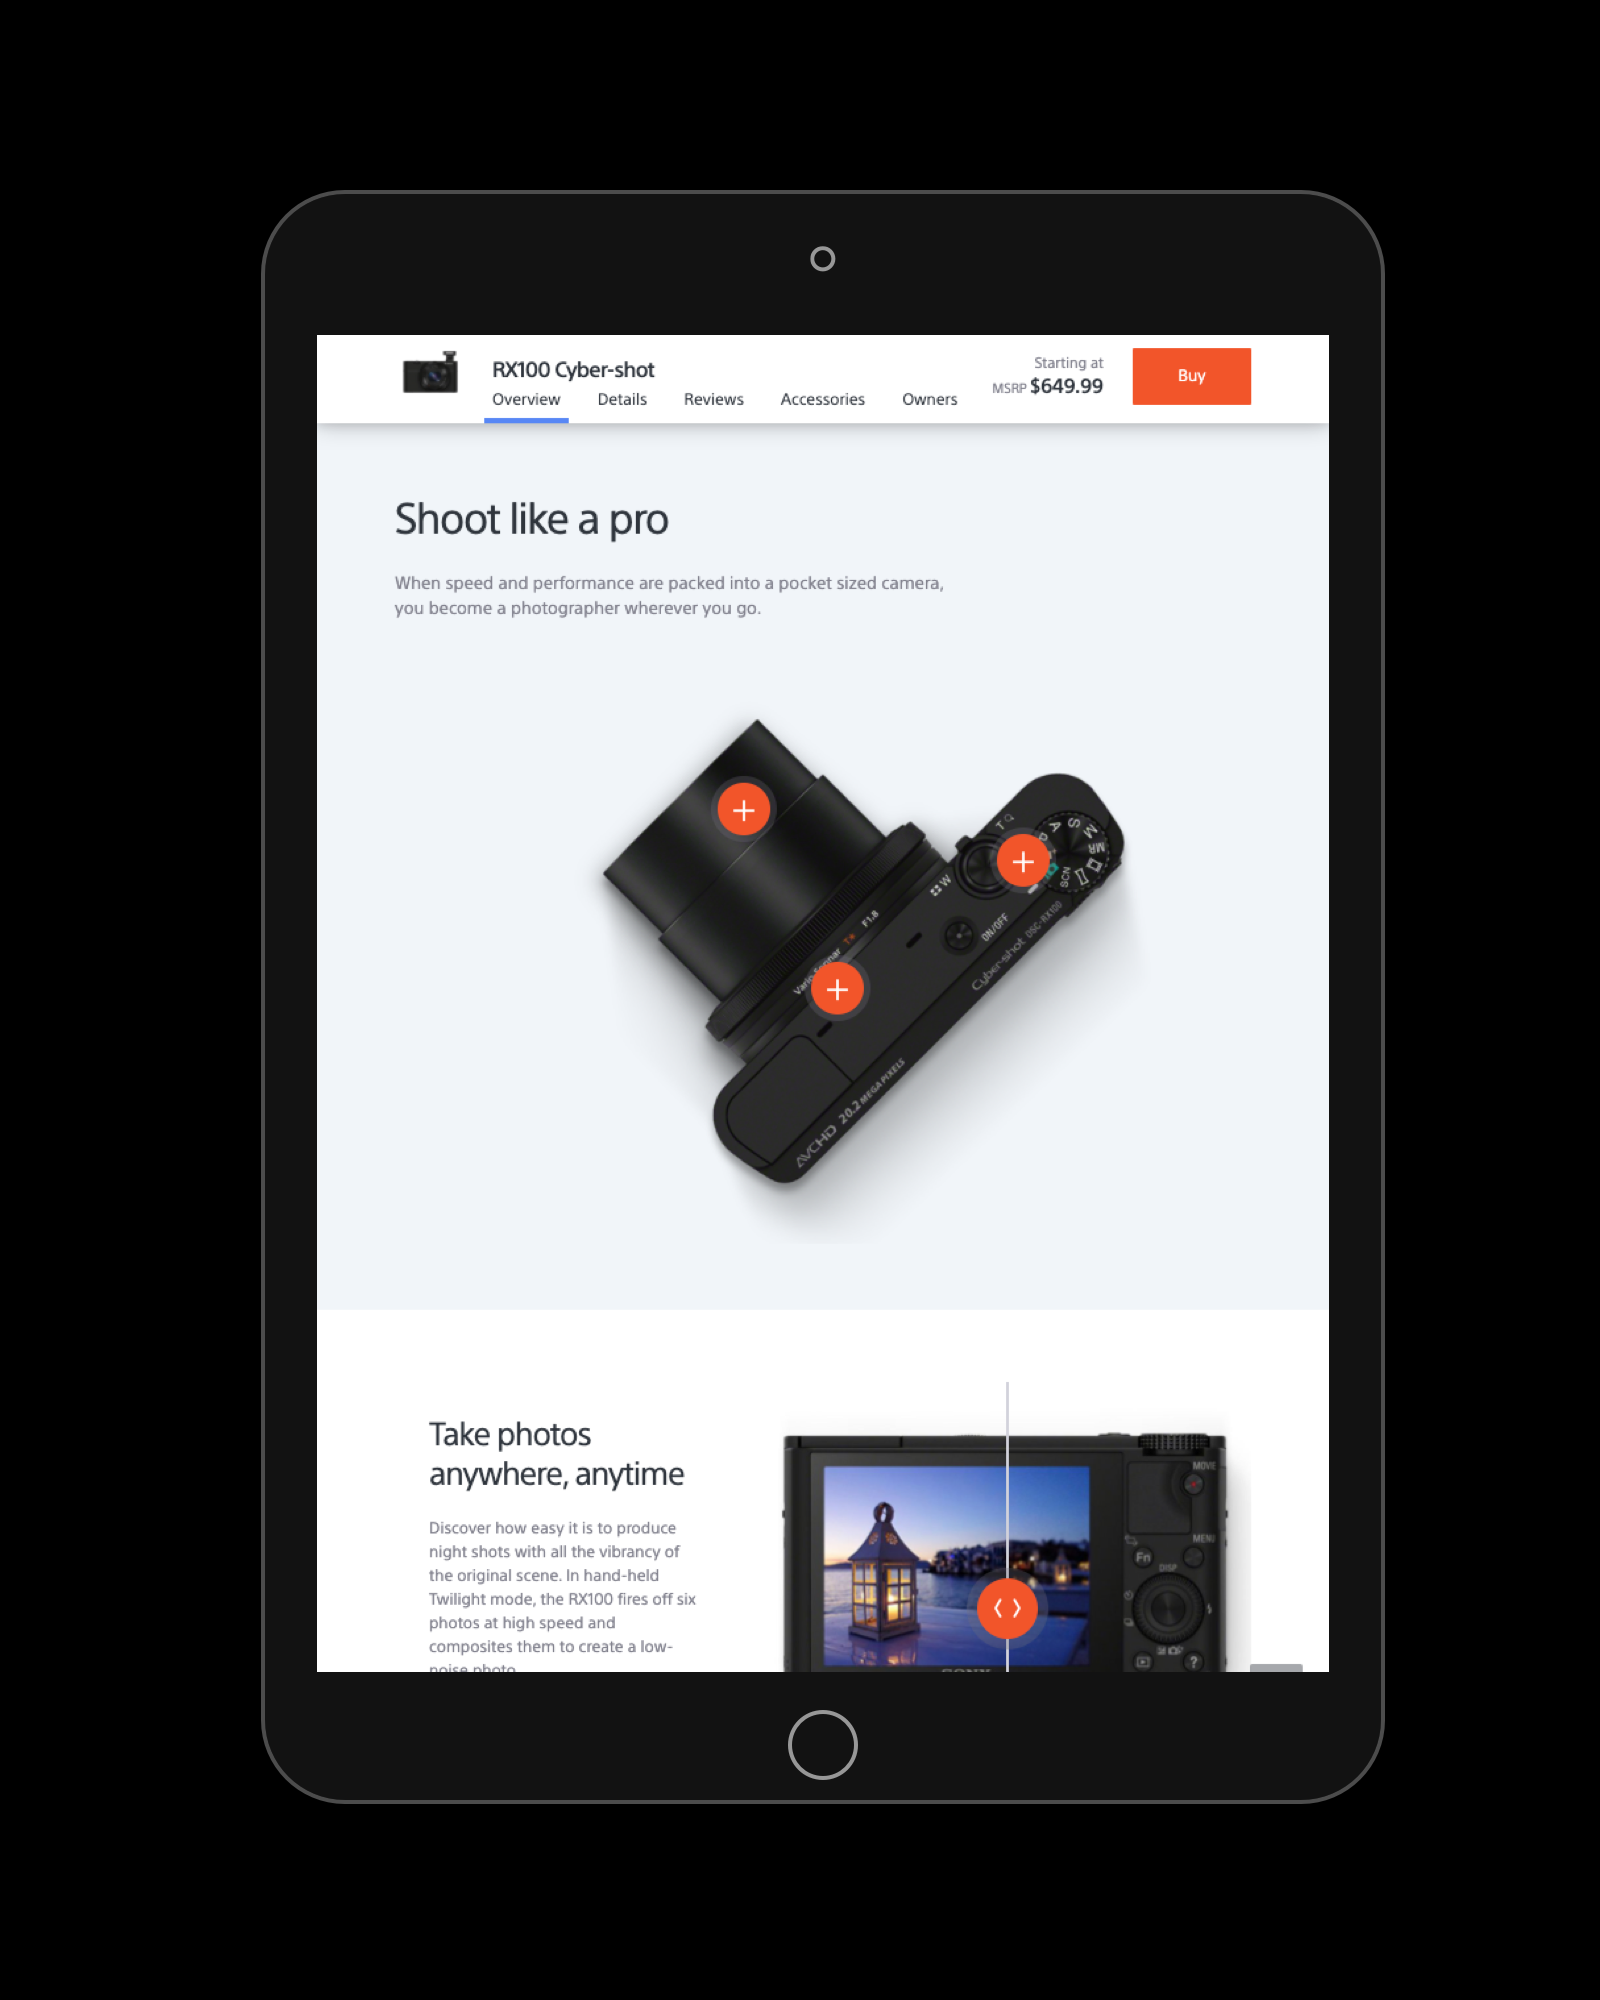 RX100 Cyber-shot
Overview Details Reviews Accessories Owners
Starting at
MSRP $649.99
Buy
Shoot like a pro
When speed and performance are packed into a pocket sized camera,
you become a photographer wherever you go.
T
A S M MR
SCN
W
ON/OFF
F1.8
T*
Cyber-shot DSC-RX100
AVCHD 20.2 MEGA PIXELS
Take photos
anywhere, anytime
Discover how easy it is to produce
night shots with all the vibrancy of
the original scene. In hand-held
Twilight mode, the RX100 fires off six
photos at high speed and
composites them to create a low-
noise photo
MOVIE
MENU
Fn
DISP
?
SONY